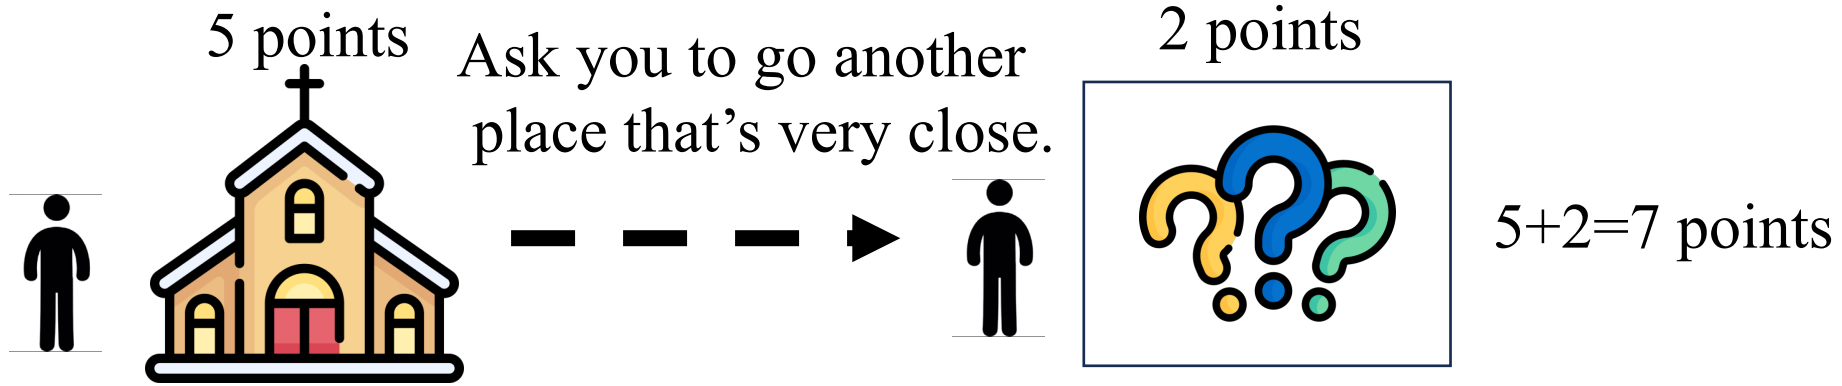 5 points
Ask you to go another
place that’s very close.
2 points
5+2=7 points